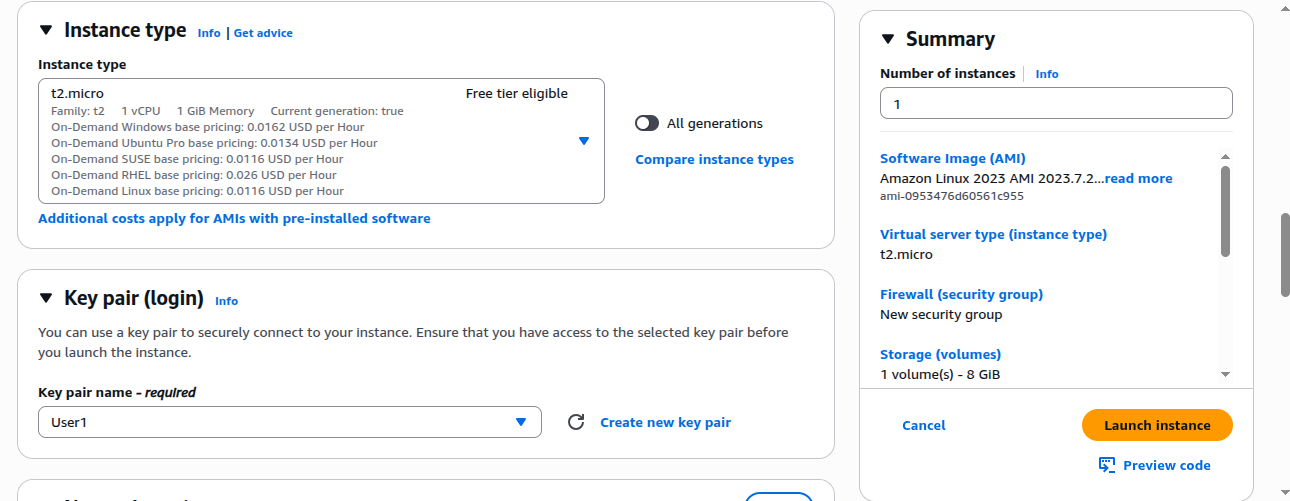 Instance type Info | Get advice
Instance type
t2.micro Free tier eligible
Family: t2 1 vCPU 1 GiB Memory Current generation: true
On-Demand Windows base pricing: 0.0162 USD per Hour
On-Demand Ubuntu Pro base pricing: 0.0134 USD per Hour
On-Demand SUSE base pricing: 0.0116 USD per Hour
On-Demand RHEL base pricing: 0.026 USD per Hour
On-Demand Linux base pricing: 0.0116 USD per Hour
All generations
Compare instance types
Additional costs apply for AMIs with pre-installed software
Key pair (login) Info
You can use a key pair to securely connect to your instance. Ensure that you have access to the selected key pair before
you launch the instance.
Key pair name - required
User1
Create new key pair
Summary
Number of instances Info
1
Software Image (AMI)
Amazon Linux 2023 AMI 2023.7.2...read more
ami-0953476d60561c955
Virtual server type (instance type)
t2.micro
Firewall (security group)
New security group
Storage (volumes)
1 volume(s) - 8 GiB
Cancel
Launch instance
Preview code